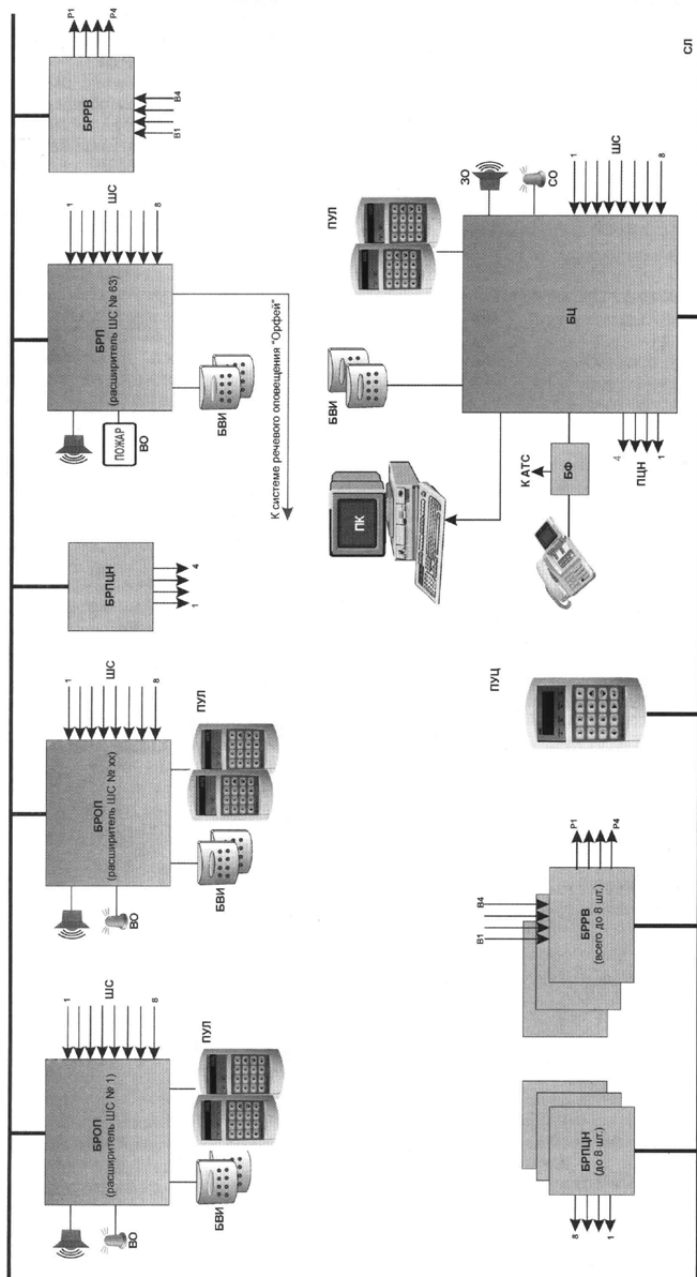 БРОП
(расширитель ШС № 1)
1
ШС
8
ВО
БВИ
ПУЛ
БРОП
(расширитель ШС № xx)
1
ШС
8
ВО
БВИ
ПУЛ
БРПЦН
1
4
БРП
(расширитель ШС № 63)
1
ШС
8
ПОЖАР
ВО
БВИ
К системе речевого оповещения "Орфей"
БРРВ
Р1
Р4
В1
В4
БРПЦН
(до 8 шт.)
8
1
БРРВ
(всего до 8 шт.)
В1
В4
Р1
Р4
ПУЦ
ПК
БВИ
ПУЛ
К АТС
БФ
4
ПЦН
1
БЦ
ЗО
СО
1
ШС
8
СЛ